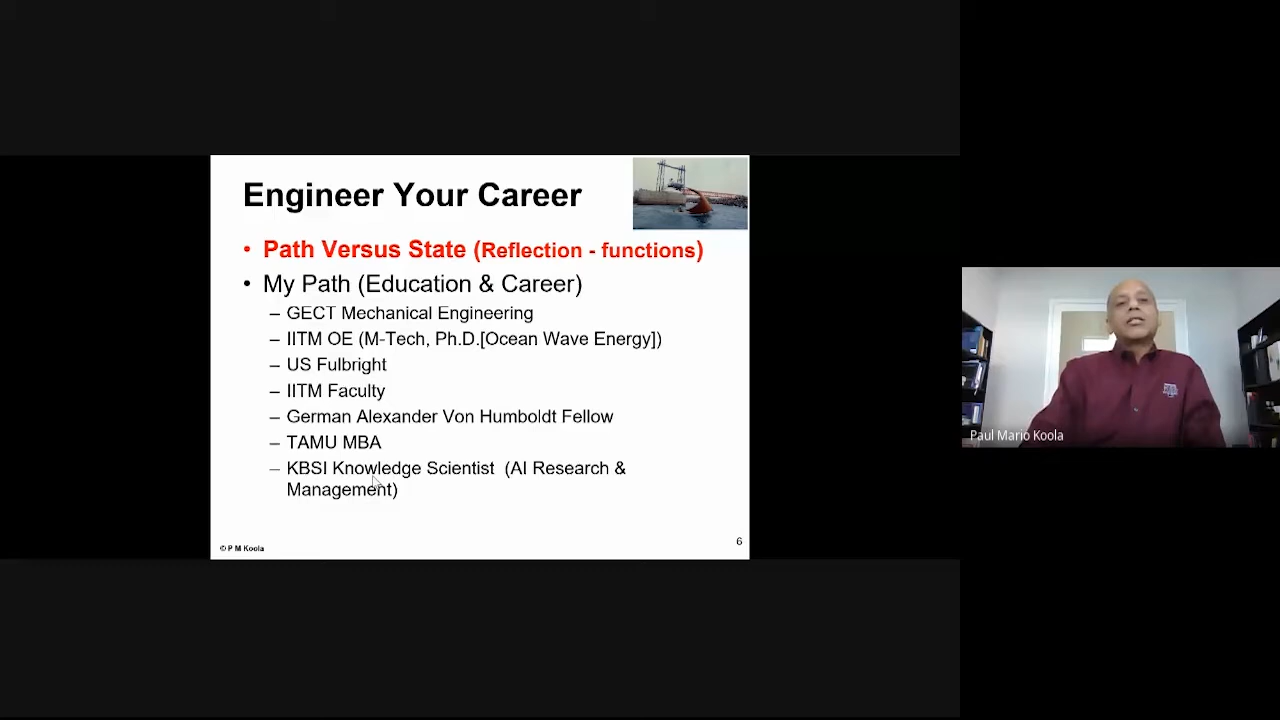 Engineer Your Career
• Path Versus State (Reflection - functions)
• My Path (Education & Career)
– GECT Mechanical Engineering
– IITM OE (M-Tech, Ph.D.[Ocean Wave Energy])
– US Fulbright
– IITM Faculty
– German Alexander Von Humboldt Fellow
– TAMU MBA
– KBSI Knowledge Scientist (AI Research &
Management)
© P M Koola
6
Paul Mario Koola